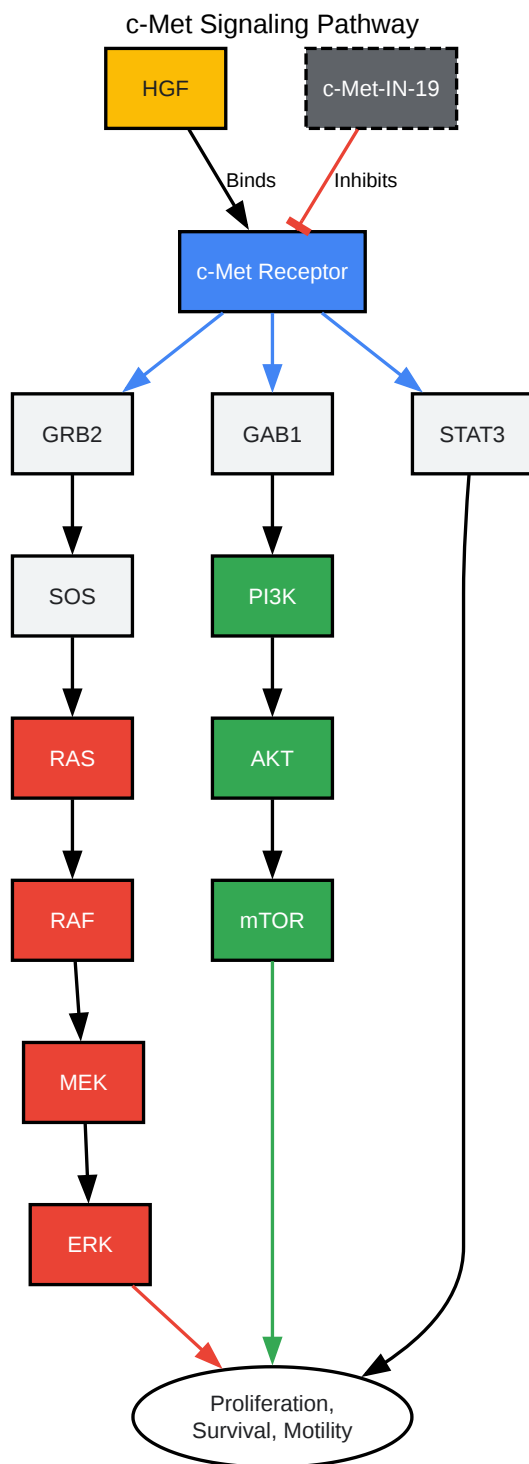 c-Met Signaling Pathway
HGF
c-Met-IN-19
Binds
Inhibits
c-Met Receptor
GRB2
GAB1
STAT3
SOS
PI3K
RAS
AKT
RAF
mTOR
MEK
ERK
Proliferation,
Survival, Motility